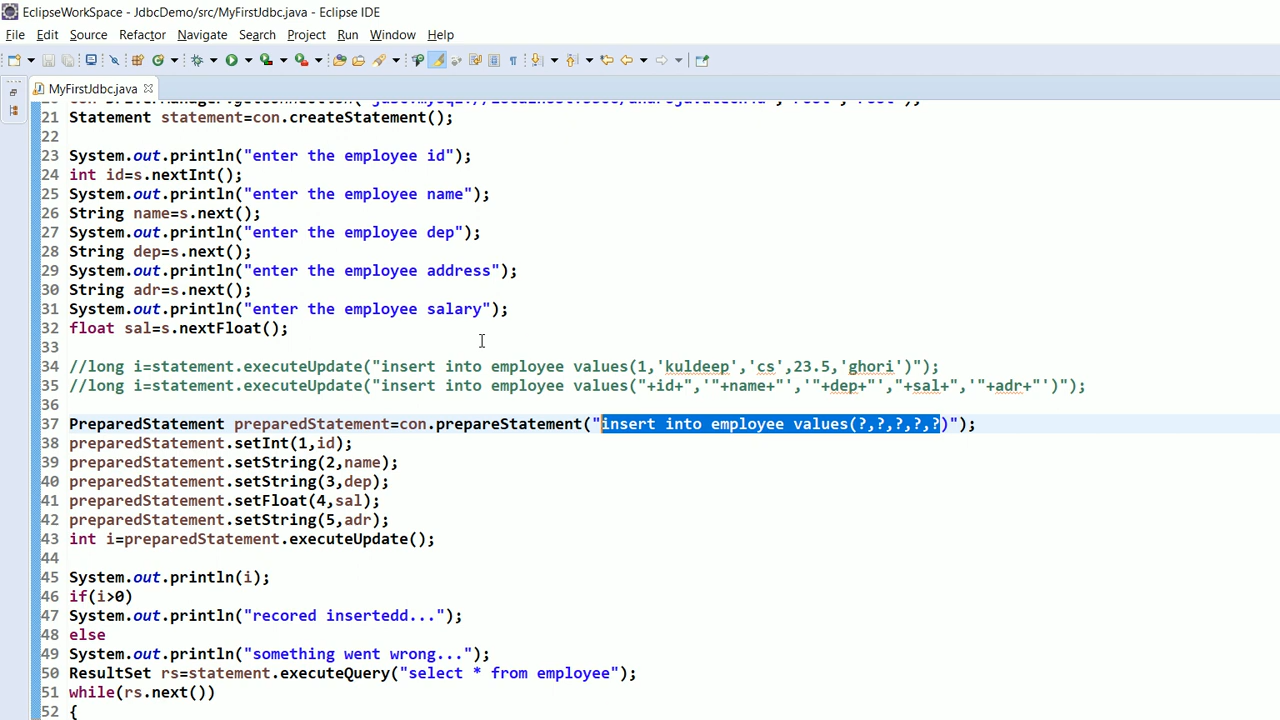 EclipseWorkSpace - JdbcDemo/src/MyFirstJdbc.java - Eclipse IDE
File Edit Source Refactor Navigate Search Project Run Window Help
MyFirstJdbc.java
21 Statement statement=con.createStatement();
22
23 System.out.println("enter the employee id");
24 int id=s.nextInt();
25 System.out.println("enter the employee name");
26 String name=s.next();
27 System.out.println("enter the employee dep");
28 String dep=s.next();
29 System.out.println("enter the employee address");
30 String adr=s.next();
31 System.out.println("enter the employee salary");
32 float sal=s.nextFloat();
33
34 //long i=statement.executeUpdate("insert into employee values(1,'kuldeep','cs',23.5,'ghori')");
35 //long i=statement.executeUpdate("insert into employee values("+id+",'"+name+"','"+dep+"',"+sal+",'"+adr+"')");
36
37 PreparedStatement preparedStatement=con.prepareStatement("insert into employee values(?,?,?,?,?)");
38 preparedStatement.setInt(1,id);
39 preparedStatement.setString(2,name);
40 preparedStatement.setString(3,dep);
41 preparedStatement.setFloat(4,sal);
42 preparedStatement.setString(5,adr);
43 int i=preparedStatement.executeUpdate();
44
45 System.out.println(i);
46 if(i>0)
47 System.out.println("recored insertedd...");
48 else
49 System.out.println("something went wrong...");
50 ResultSet rs=statement.executeQuery("select * from employee");
51 while(rs.next())
52 {